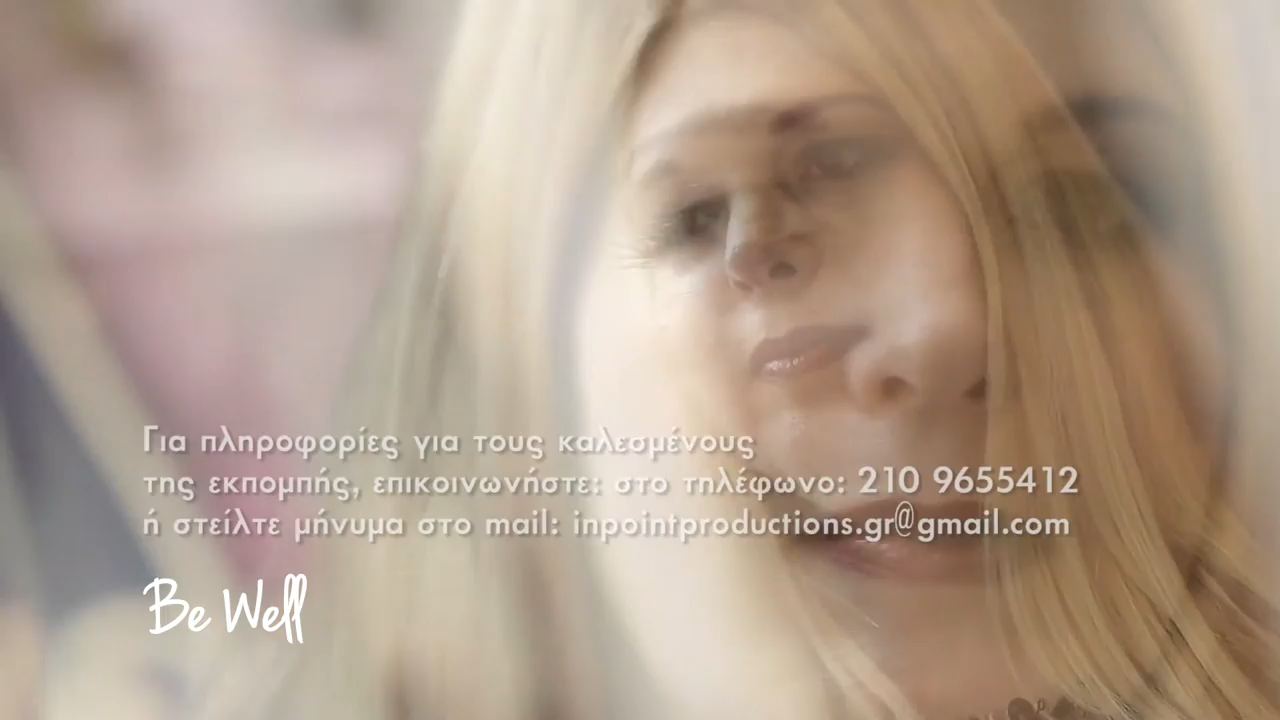 Για πληροφορίες για τους καλεσμένους
της εκπομπής, επικοινωνήστε: στο τηλέφωνο: 210 9655412
ή στείλτε μήνυμα στο mail: inpointproductions.gr@gmail.com
Be Well